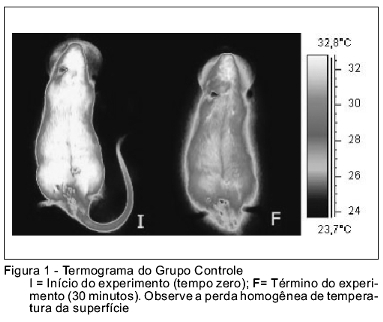 32,8°C
32
30
28
26
24
23,7°C
I
F
Figura 1 - Termograma do Grupo Controle
I = Início do experimento (tempo zero); F= Término do experi-
mento (30 minutos). Observe a perda homogênea de tempera-
tura da superfície